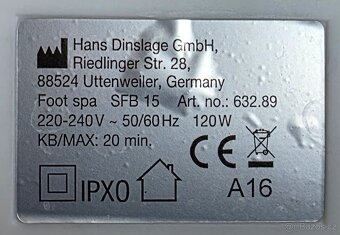 Hans Dinslage GmbH,
Riedlinger Str. 28,
88524 Uttenweiler, Germany
Foot spa SFB 15 Art. no.: 632.89
220-240V ~ 50/60Hz 120W
KB/MAX: 20 min.
CE
IPX0
A16